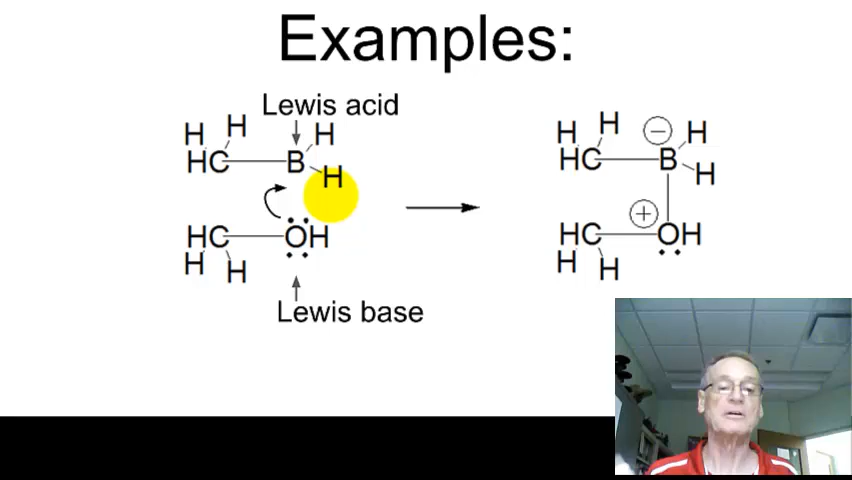 Examples:
Lewis acid
H H H H H ⊖ H
HC B HC B
H H
⊕
HC OH HC OH
H H H H
Lewis base